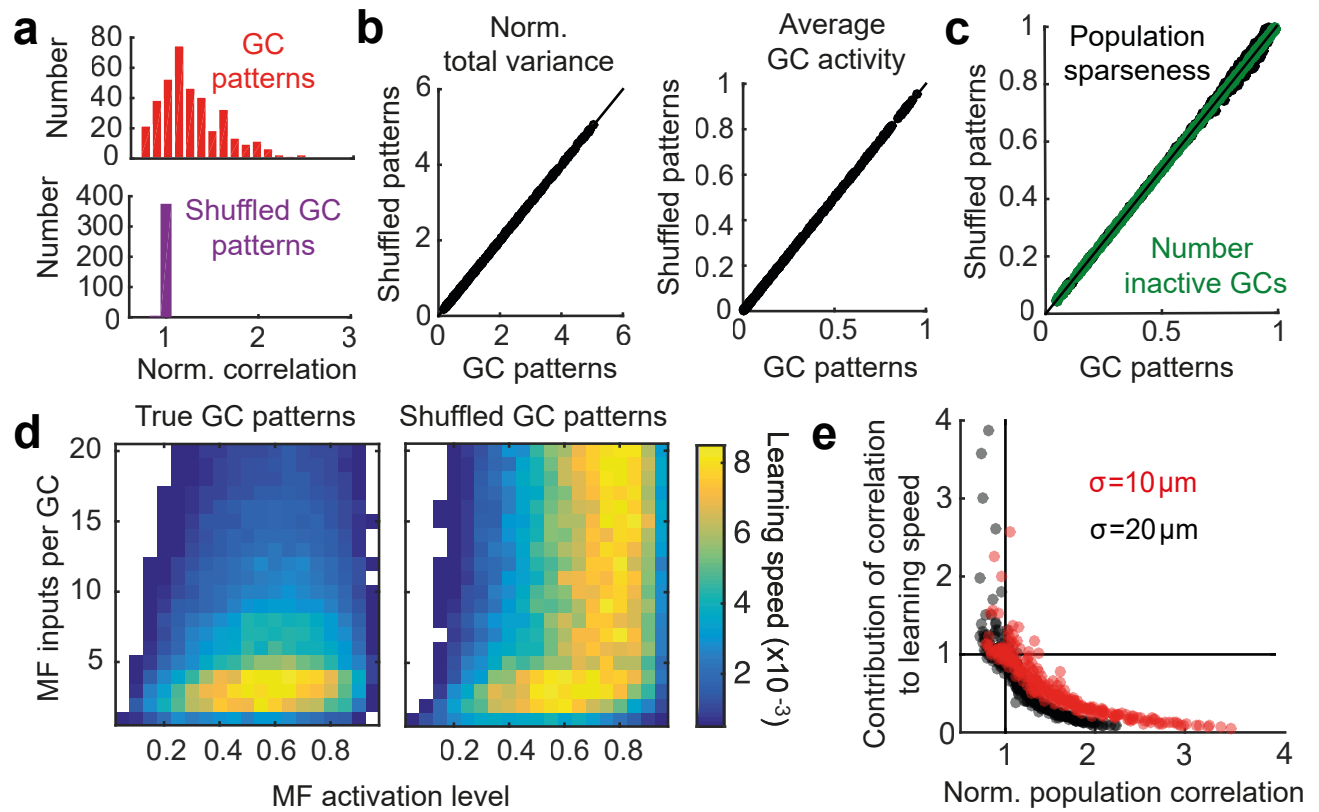 a
Number
80
60
40
20
0
GC
patterns
Number
400
300
200
100
0
Shuffled GC
patterns
1 2 3
Norm. correlation
b
Norm.
total variance
Shuffled patterns
6
4
2
0
0 2 4 6
GC patterns
Average
GC activity
Shuffled patterns
1
0.8
0.6
0.4
0.2
0
0 0.5 1
GC patterns
c
Population
sparseness
Shuffled patterns
1
0.8
0.6
0.4
0.2
0
Number
inactive GCs
0 0.5 1
GC patterns
d
True GC patterns
Shuffled GC patterns
MF inputs per GC
20
15
10
5
0.2 0.4 0.6 0.8
0.2 0.4 0.6 0.8
MF activation level
8
6
4
2
Learning speed (x10⁻³)
e
Contribution of correlation
to learning speed
4
3
2
1
0
σ=10 µm
σ=20 µm
1 2 3 4
Norm. population correlation